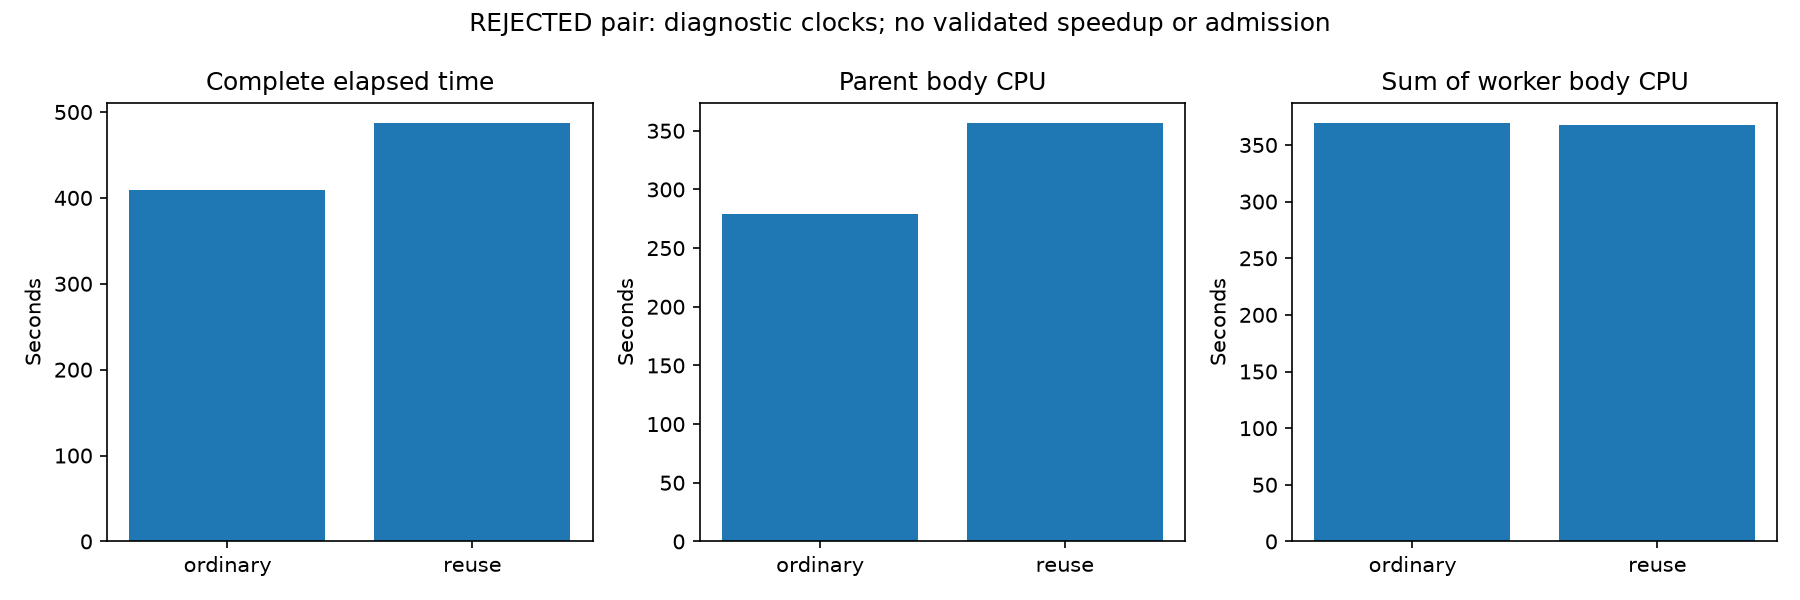 REJECTED pair: diagnostic clocks; no validated speedup or admission
Complete elapsed time
Seconds
500
400
300
200
100
0
ordinary
reuse
Parent body CPU
Seconds
350
300
250
200
150
100
50
0
ordinary
reuse
Sum of worker body CPU
Seconds
350
300
250
200
150
100
50
0
ordinary
reuse